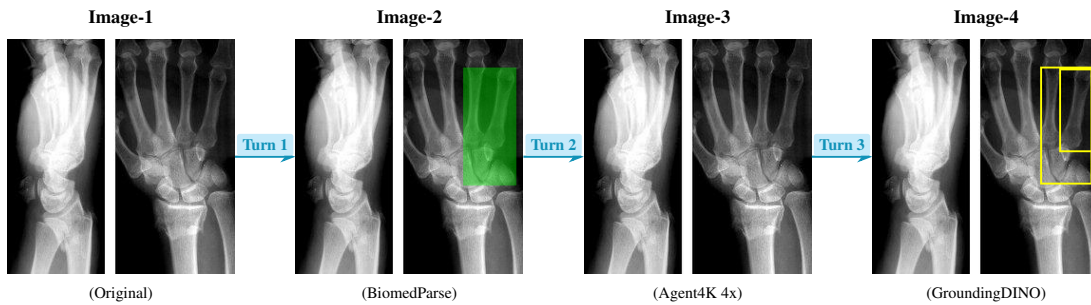 Image-1
Image-2
Image-3
Image-4
Turn 1
Turn 2
Turn 3
(Original)
(BiomedParse)
(Agent4K 4x)
(GroundingDINO)